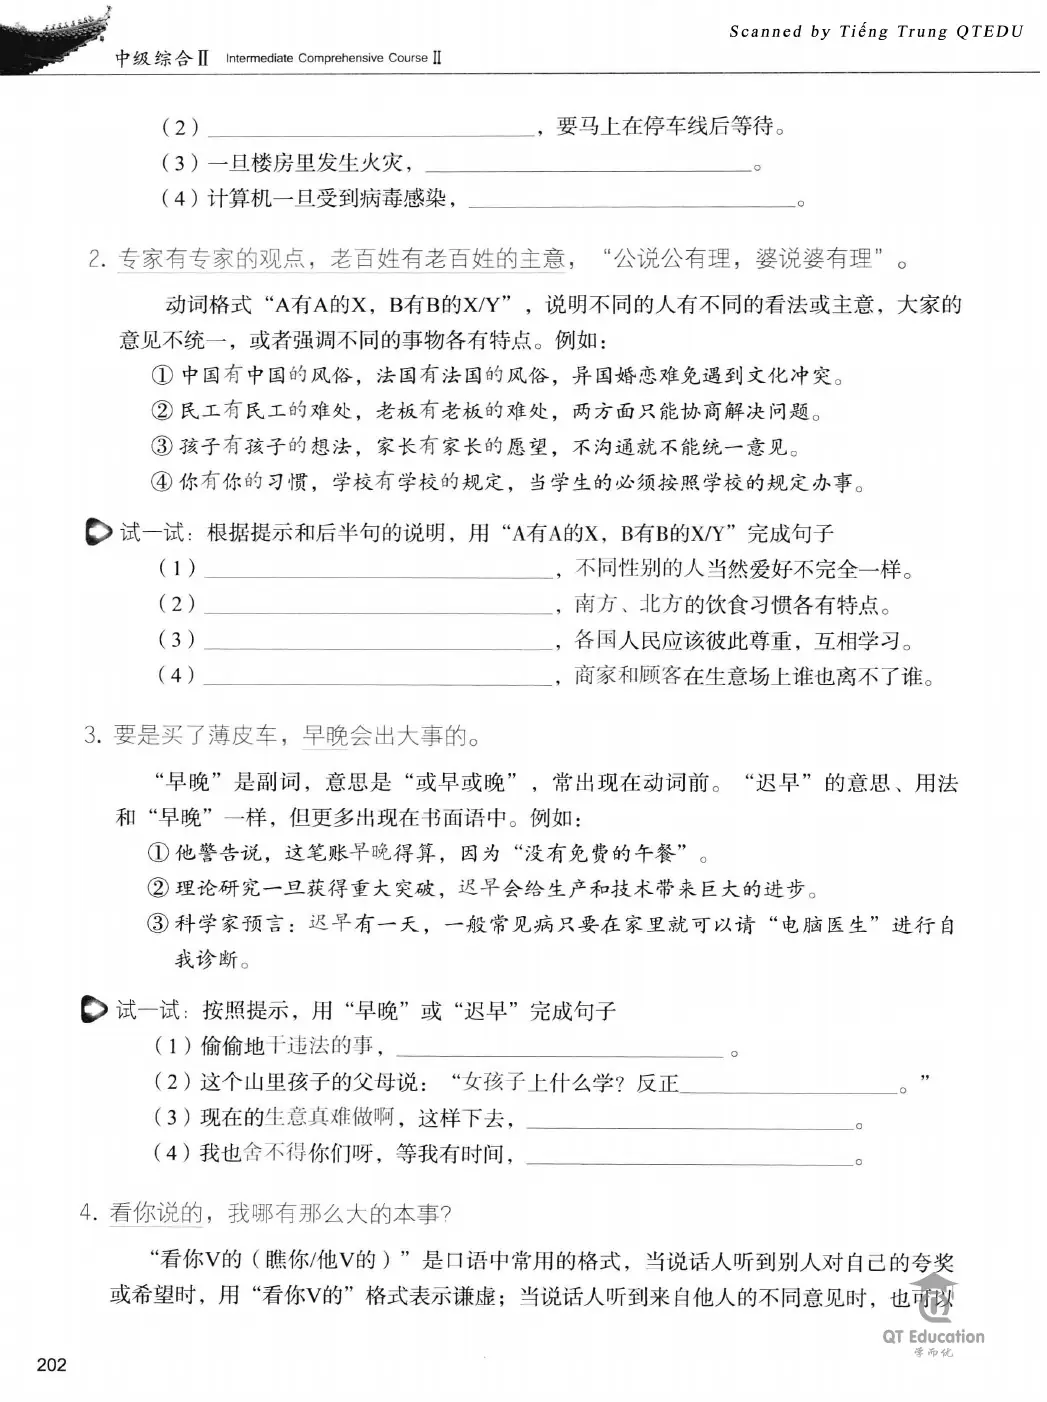 Scanned by Tiếng Trung QTEDU
中级综合Ⅱ Intermediate Comprehensive Course Ⅱ
（2）______________________________，要马上在停车线后等待。
（3）一旦楼房里发生火灾，______________________________。
（4）计算机一旦受到病毒感染，______________________________。
2. 专家有专家的观点，老百姓有老百姓的主意，“公说公有理，婆说婆有理”。
动词格式“A有A的X，B有B的X/Y”，说明不同的人有不同的看法或主意，大家的
意见不统一，或者强调不同的事物各有特点。例如：
① 中国有中国的风俗，法国有法国的风俗，异国婚恋难免遇到文化冲突。
② 民工有民工的难处，老板有老板的难处，两方面只能协商解决问题。
③ 孩子有孩子的想法，家长有家长的愿望，不沟通就不能统一意见。
④ 你有你的习惯，学校有学校的规定，当学生的必须按照学校的规定办事。
试一试：根据提示和后半句的说明，用“A有A的X，B有B的X/Y”完成句子
（1）______________________________，不同性别的人当然爱好不完全一样。
（2）______________________________，南方、北方的饮食习惯各有特点。
（3）______________________________，各国人民应该彼此尊重，互相学习。
（4）______________________________，商家和顾客在生意场上谁也离不了谁。
3. 要是买了薄皮车，早晚会出大事的。
“早晚”是副词，意思是“或早或晚”，常出现在动词前。“迟早”的意思、用法
和“早晚”一样，但更多出现在书面语中。例如：
① 他警告说，这笔账早晚得算，因为“没有免费的午餐”。
② 理论研究一旦获得重大突破，迟早会给生产和技术带来巨大的进步。
③ 科学家预言：迟早有一天，一般常见病只要在家里就可以请“电脑医生”进行自
我诊断。
试一试：按照提示，用“早晚”或“迟早”完成句子
（1）偷偷地干违法的事，______________________________。
（2）这个山里孩子的父母说：“女孩子上什么学？反正____________________。”
（3）现在的生意真难做啊，这样下去，______________________________。
（4）我也舍不得你们呀，等我有时间，______________________________。
4. 看你说的，我哪有那么大的本事？
“看你V的（瞧你/他V的）”是口语中常用的格式，当说话人听到别人对自己的夸奖
或希望时，用“看你V的”格式表示谦虚；当说话人听到来自他人的不同意见时，也可以
QT Education
学而优
202